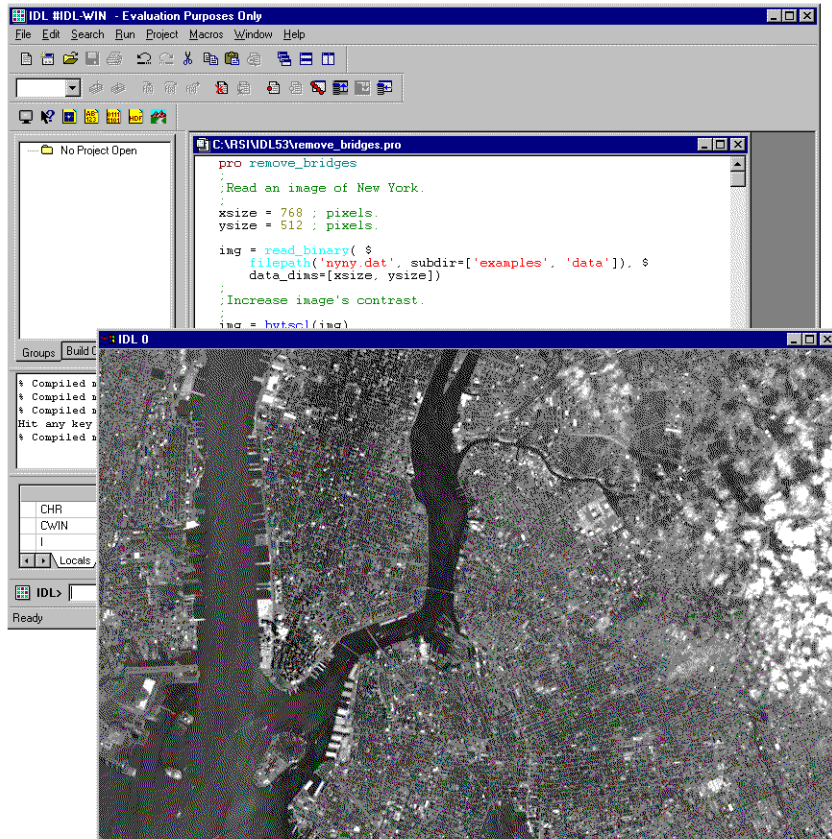 IDL #IDL-WIN - Evaluation Purposes Only
File Edit Search Run Project Macros Window Help
No Project Open
C:\RSI\IDL53\remove_bridges.pro
pro remove_bridges
;
;Read an image of New York.
;
xsize = 768 ; pixels.
ysize = 512 ; pixels.
img = read_binary( $
filepath('nyny.dat', subdir=['examples', 'data']), $
data_dims=[xsize, ysize])
;
;Increase image's contrast.
;
img = bytscl(img)
Groups Build
IDL 0
% Compiled
% Compiled
% Compiled
Hit any key
% Compiled
CHR
CWIN
I
Locals
IDL>
Ready